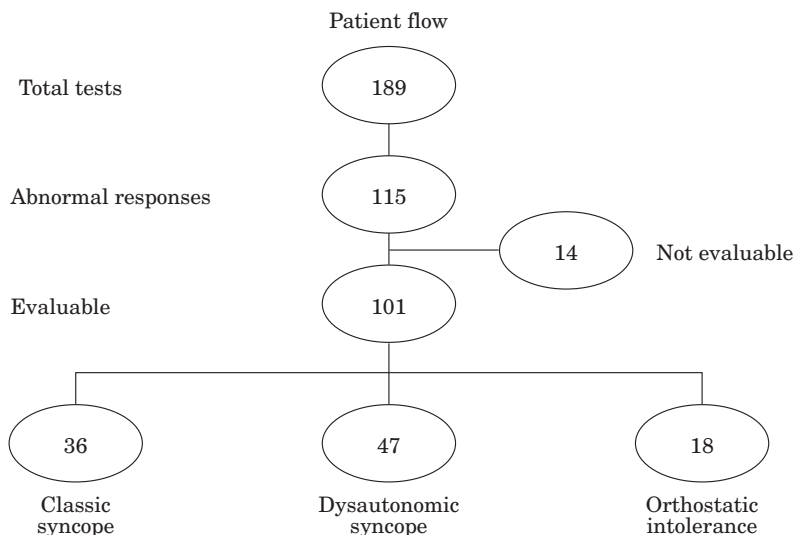 Patient flow
Total tests
189
Abnormal responses
115
14
Not evaluable
Evaluable
101
36
47
18
Classic
syncope
Dysautonomic
syncope
Orthostatic
intolerance